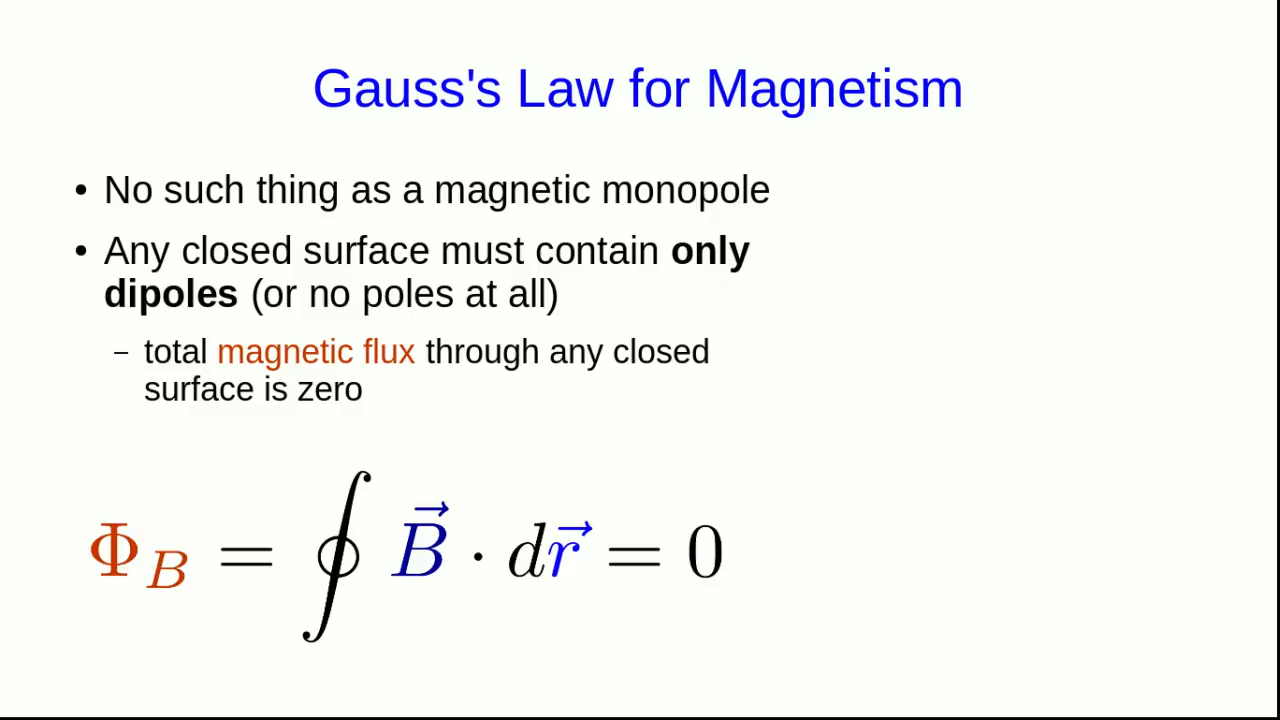 Gauss's Law for Magnetism
• No such thing as a magnetic monopole
• Any closed surface must contain only
dipoles (or no poles at all)
– total magnetic flux through any closed
surface is zero
Φ_B = ∮ B⃗ · dr⃗ = 0